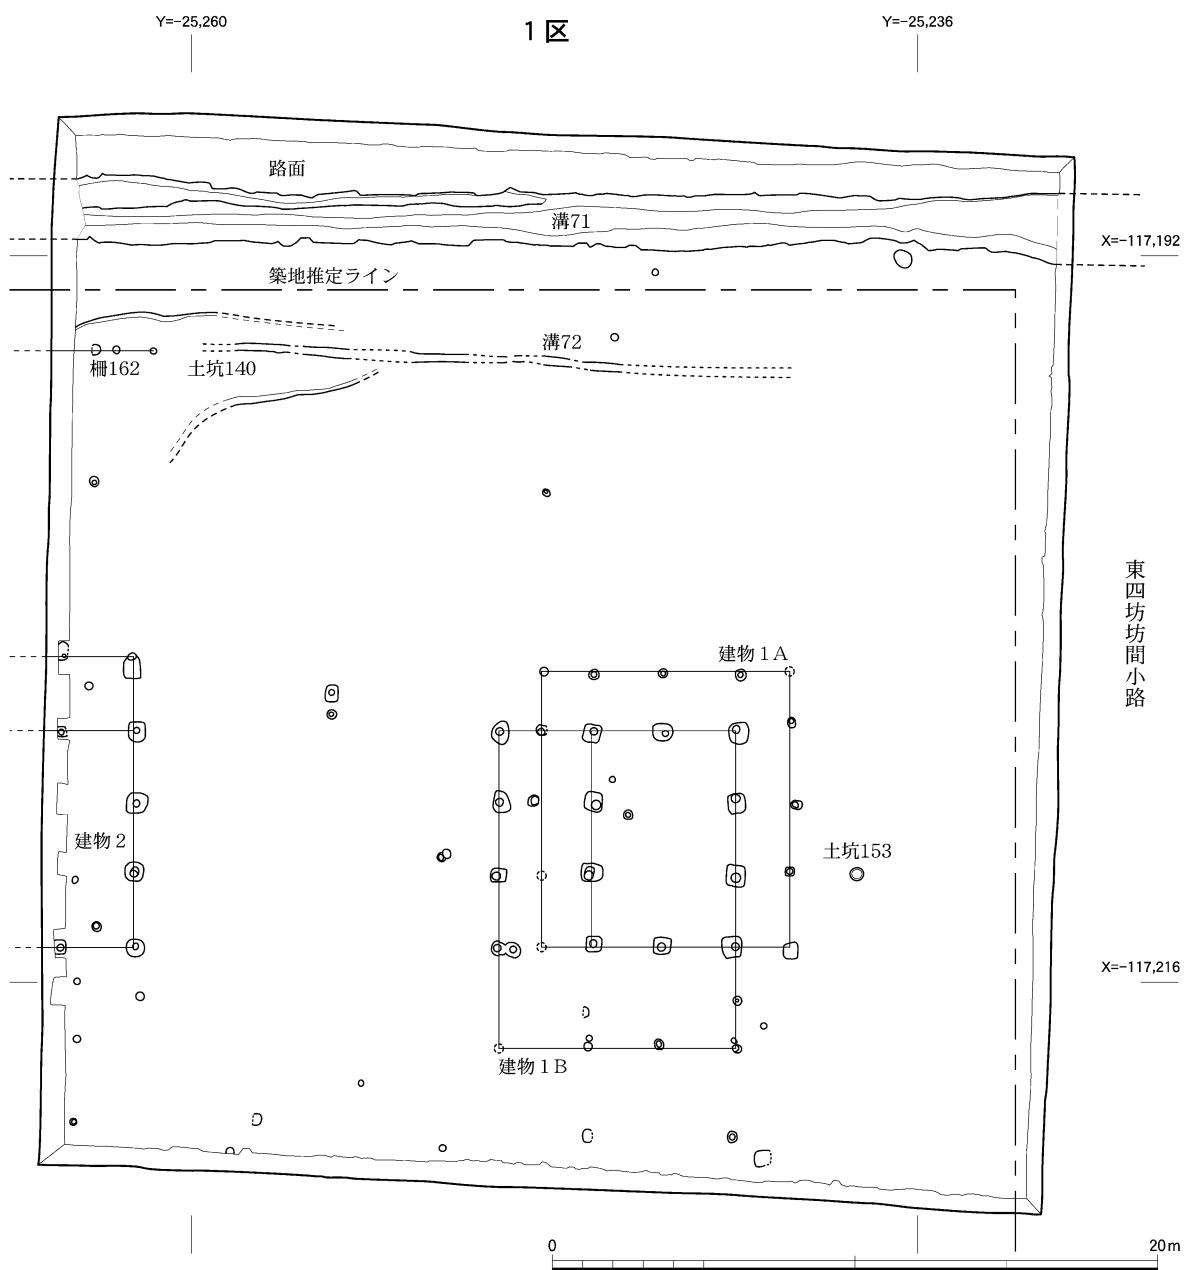 Y=-25,260
1区
Y=-25,236
路面
溝71
X=-117,192
築地推定ライン
溝72
柵162
土坑140
東四坊坊間小路
建物1A
建物2
土坑153
X=-117,216
建物1B
0
20m